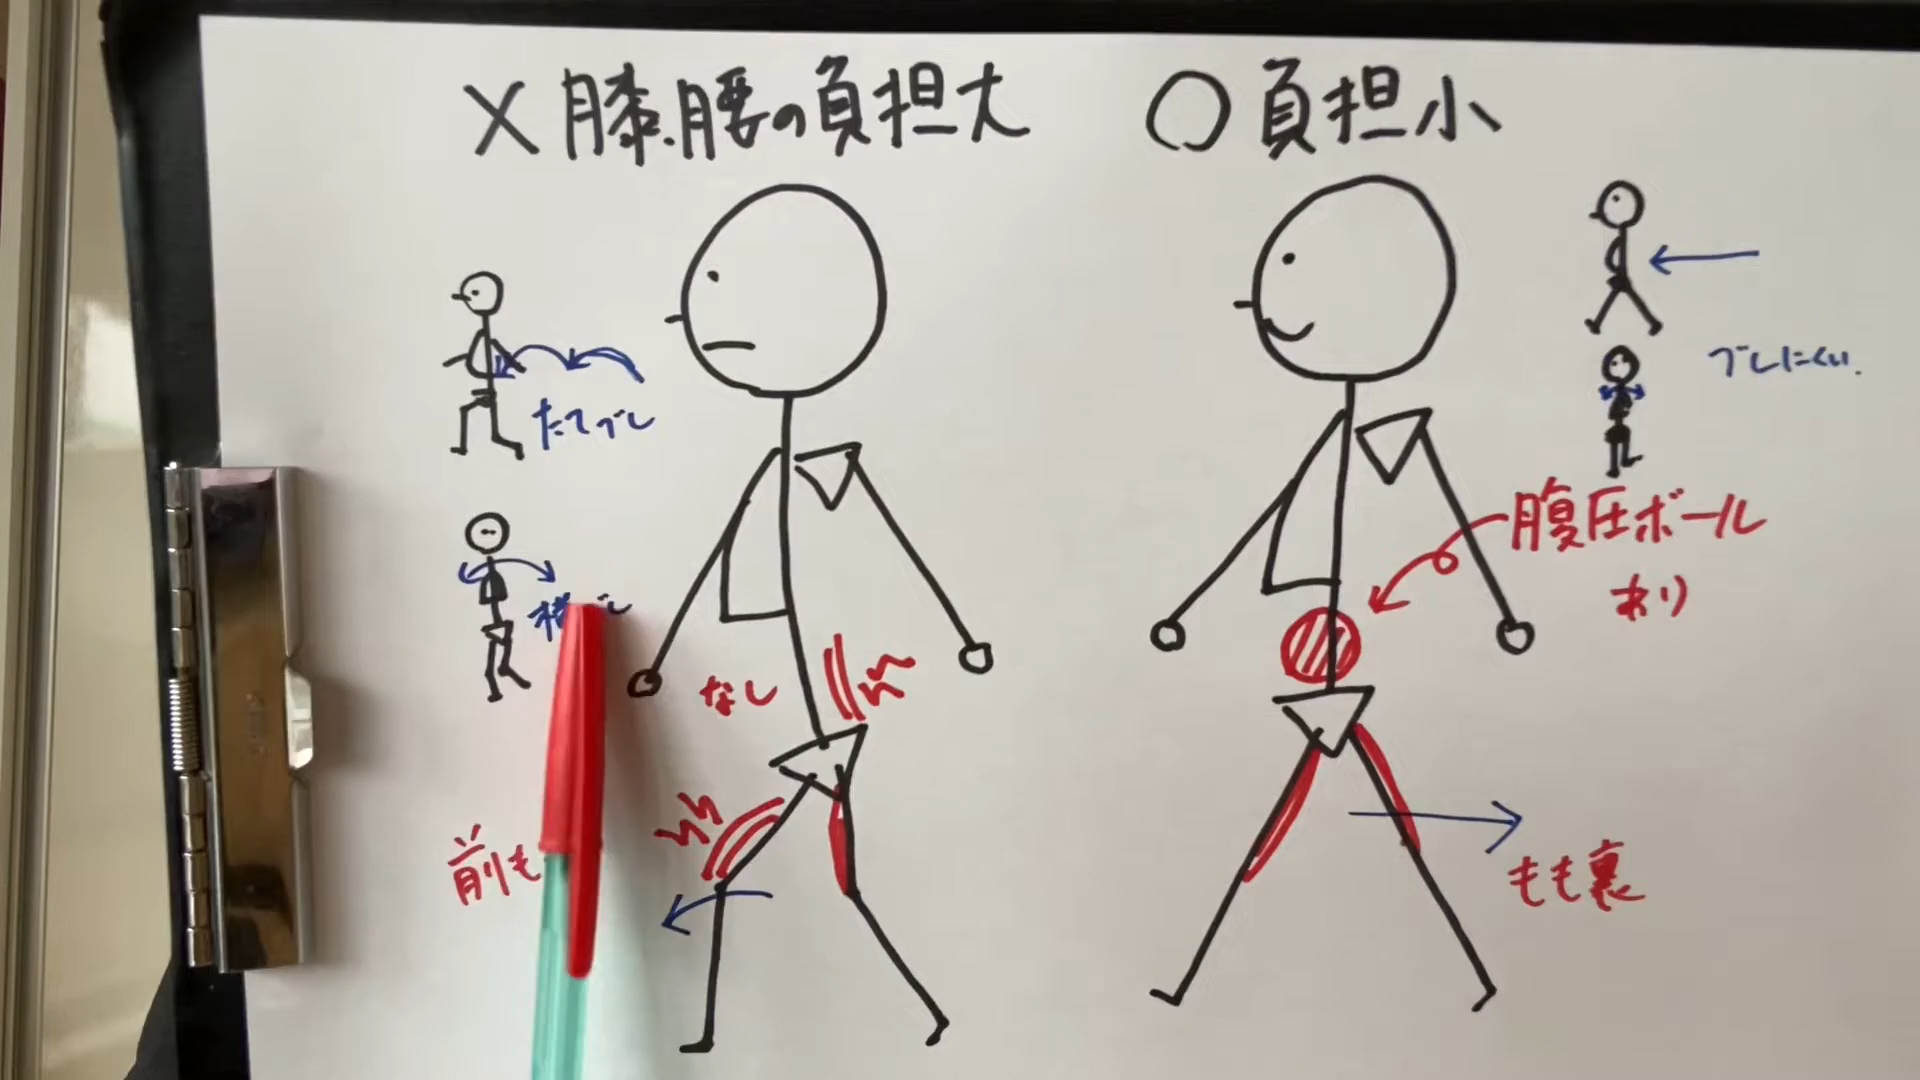 × 膝・腰の負担大
たてブレ
横ブレ
なし
前も
○ 負担小
ブレにくい.
腹圧ボール
あり
もも裏